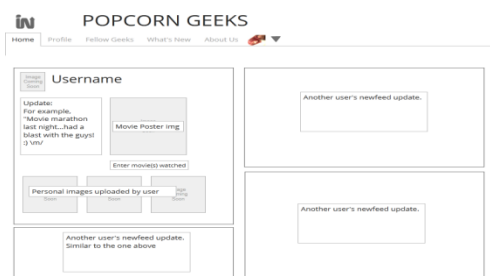 in
POPCORN GEEKS
Home Profile Fellow Geeks What's New About Us
Image
Coming
Soon
Username
Update:
For example,
"Movie marathon
last night...had a
blast with the guys!
:) \m/
Movie Poster img
Enter movie(s) watched
Personal images uploaded by user
Soon
Soon
Soon
Another user's newfeed update.
Similar to the one above
Another user's newfeed update.
Another user's newfeed update.